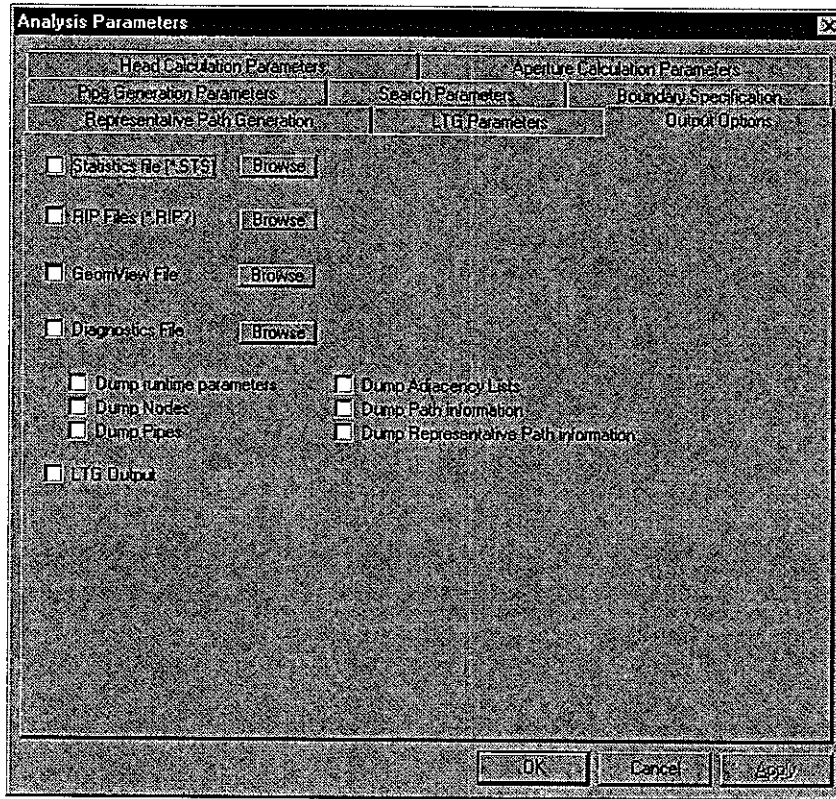 Analysis Parameters
Head Calculation Parameters
Aperture Calculation Parameters
Pipe Generation Parameters
Search Parameters
Boundary Specification
Representative Path Generation
LTG Parameters
Output Options
Statistics file (*.STS)
Browse
RIP Files (*.RIP?)
Browse
GeomView File
Browse
Diagnostics File
Browse
Dump runtime parameters
Dump Adjacency Lists
Dump Nodes
Dump Path information
Dump Pipes
Dump Representative Path information
LTG Output
OK
Cancel
Apply